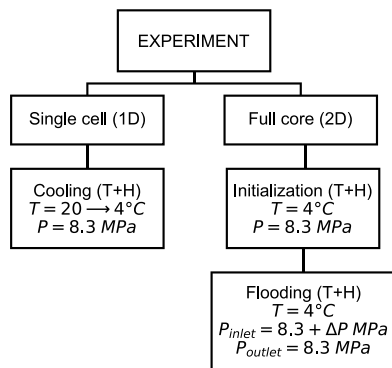 EXPERIMENT
Single cell (1D)
Full core (2D)
Cooling (T+H)
T = 20 ⟶ 4°C
P = 8.3 MPa
Initialization (T+H)
T = 4°C
P = 8.3 MPa
Flooding (T+H)
T = 4°C
P_inlet = 8.3 + ΔP MPa
P_outlet = 8.3 MPa